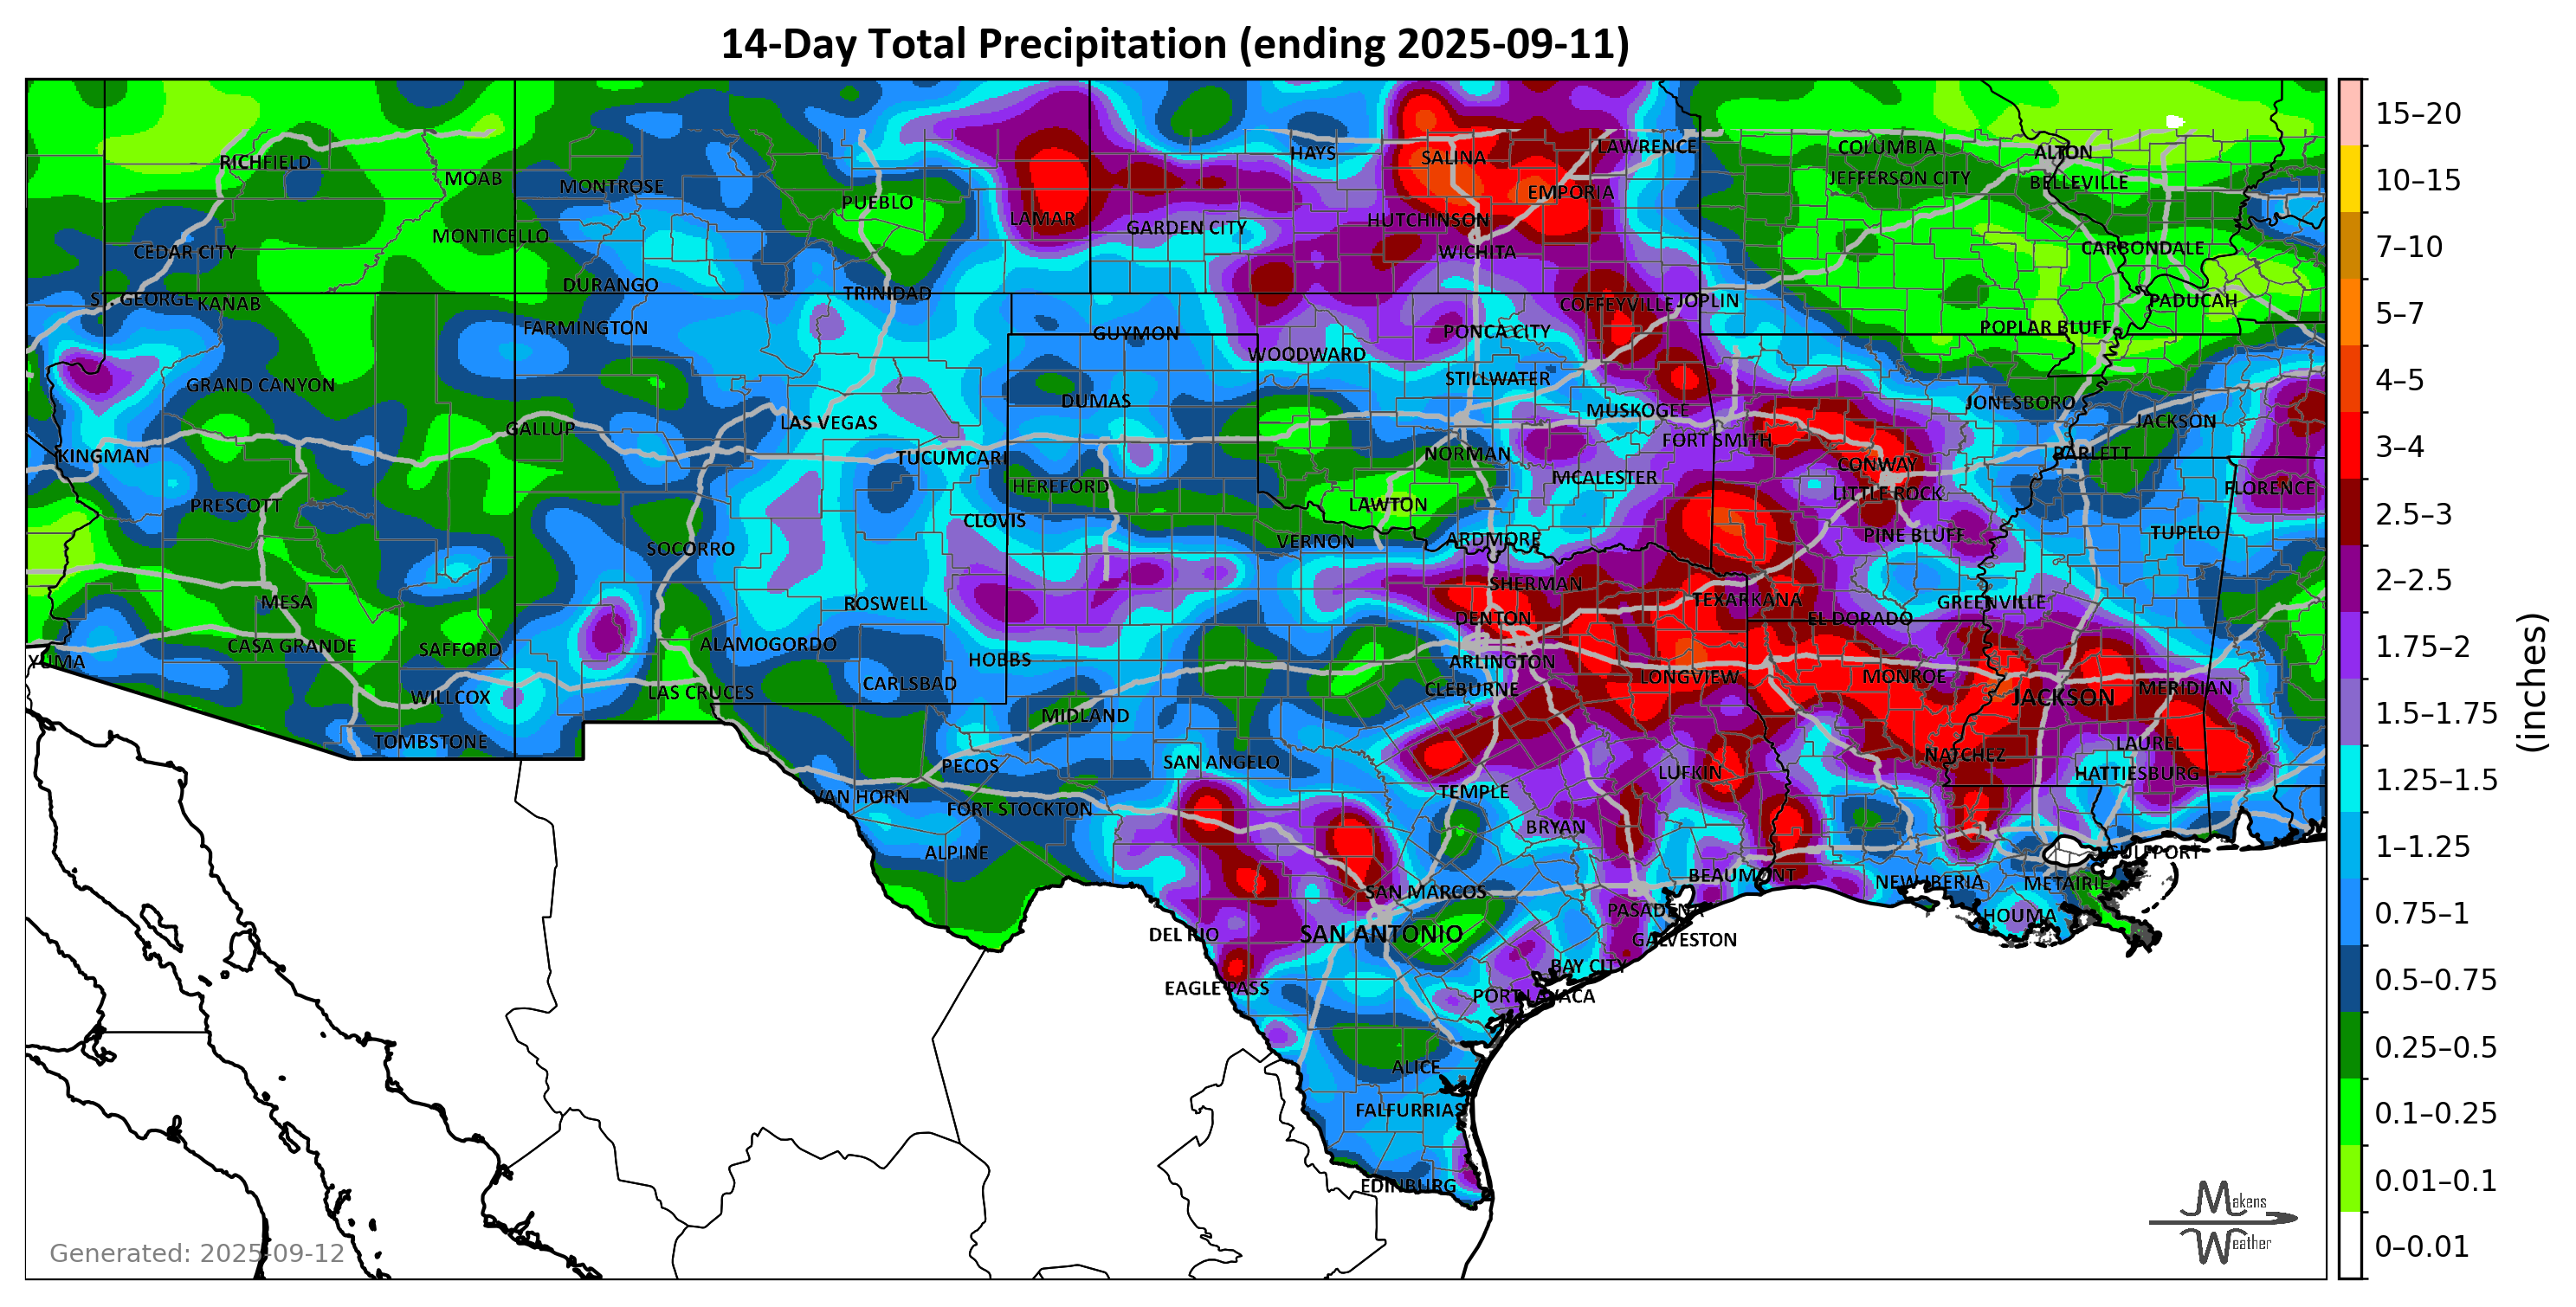 14-Day Total Precipitation (ending 2025-09-11)
HAYS
SALINA
LAWRENCE
COLUMBIA
ALTON
RICHFIELD
MOAB
MONTROSE
PUEBLO
EMPORIA
JEFFERSON CITY
BELLEVILLE
LAMAR
GARDEN CITY
HUTCHINSON
MONTICELLO
CEDAR CITY
WICHITA
CARBONDALE
DURANGO
TRINIDAD
ST. GEORGE
KANAB
COFFEYVILLE
JOPLIN
PADUCAH
FARMINGTON
GUYMON
PONCA CITY
POPLAR BLUFF
WOODWARD
GRAND CANYON
STILLWATER
DUMAS
MUSKOGEE
JONESBORO
JACKSON
LAS VEGAS
GALLUP
FORT SMITH
KINGMAN
TUCUMCARI
NORMAN
BARLETT
CONWAY
MCALESTER
HEREFORD
LITTLE ROCK
FLORENCE
PRESCOTT
LAWTON
CLOVIS
PINE BLUFF
TUPELO
SOCORRO
VERNON
ARDMORE
SHERMAN
MESA
ROSWELL
TEXARKANA
GREENVILLE
DENTON
EL DORADO
CASA GRANDE
SAFFORD
ALAMOGORDO
YUMA
HOBBS
ARLINGTON
CARLSBAD
CLEBURNE
LONGVIEW
MONROE
MERIDIAN
WILLCOX
LAS CRUCES
JACKSON
MIDLAND
TOMBSTONE
LAUREL
NATCHEZ
PECOS
SAN ANGELO
LUFKIN
HATTIESBURG
VAN HORN
FORT STOCKTON
TEMPLE
BRYAN
ALPINE
GULFPORT
BEAUMONT
NEW IBERIA
METAIRIE
SAN MARCOS
PASADENA
HOUMA
DEL RIO
SAN ANTONIO
GALVESTON
BAY CITY
EAGLE PASS
PORT LAVACA
ALICE
FALFURRIAS
EDINBURG
Generated: 2025-09-12
Makens
Weather
15–20
10–15
7–10
5–7
4–5
3–4
2.5–3
2–2.5
1.75–2
1.5–1.75
1.25–1.5
1–1.25
0.75–1
0.5–0.75
0.25–0.5
0.1–0.25
0.01–0.1
0–0.01
(inches)